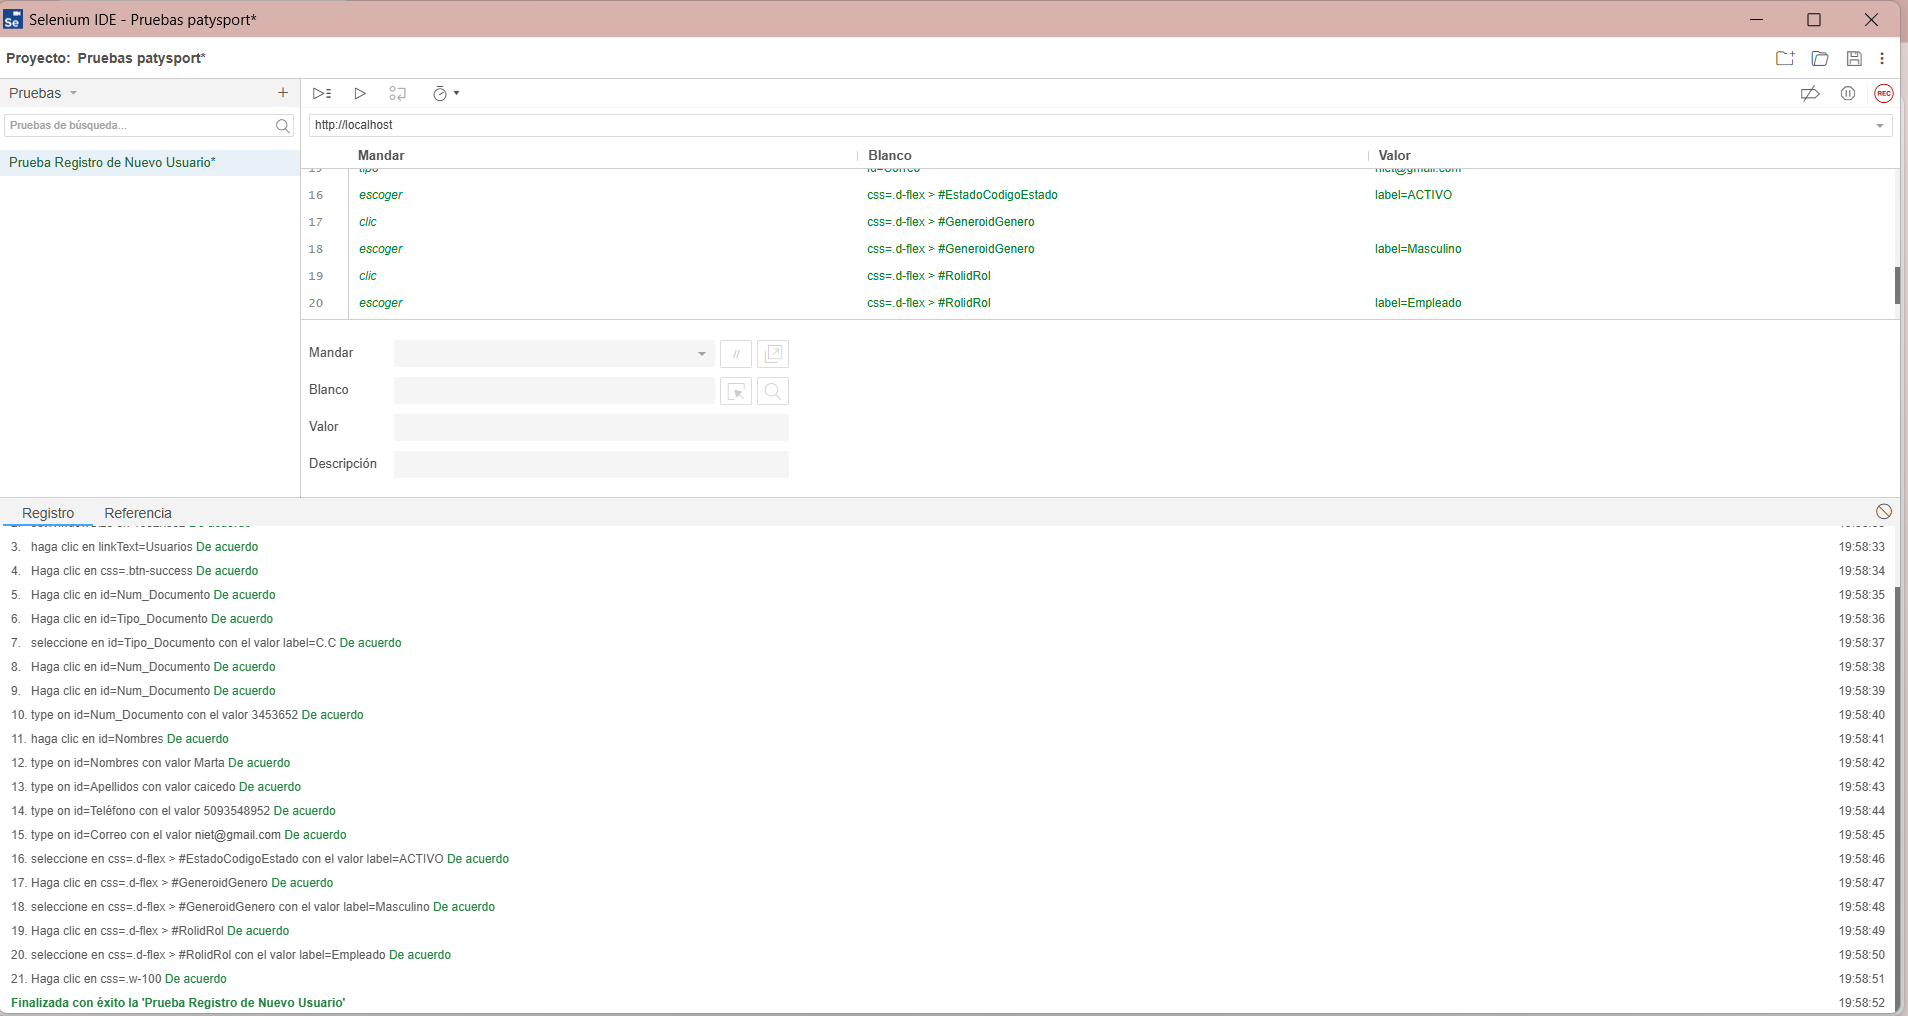 Selenium IDE - Pruebas patysport*
Proyecto: Pruebas patysport*
Pruebas
Pruebas de búsqueda...
http://localhost
Prueba Registro de Nuevo Usuario*
Mandar Blanco Valor
15 tipo id=Correo niet@gmail.com
16 escoger css=.d-flex > #EstadoCodigoEstado label=ACTIVO
17 clic css=.d-flex > #GeneroidGenero
18 escoger css=.d-flex > #GeneroidGenero label=Masculino
19 clic css=.d-flex > #RolidRol
20 escoger css=.d-flex > #RolidRol label=Empleado
Mandar //
Blanco
Valor
Descripción
REC
Registro Referencia
3. haga clic en linkText=Usuarios De acuerdo 19:58:33
4. Haga clic en css=.btn-success De acuerdo 19:58:34
5. Haga clic en id=Num_Documento De acuerdo 19:58:35
6. Haga clic en id=Tipo_Documento De acuerdo 19:58:36
7. seleccione en id=Tipo_Documento con el valor label=C.C De acuerdo 19:58:37
8. Haga clic en id=Num_Documento De acuerdo 19:58:38
9. Haga clic en id=Num_Documento De acuerdo 19:58:39
10. type on id=Num_Documento con el valor 3453652 De acuerdo 19:58:40
11. haga clic en id=Nombres De acuerdo 19:58:41
12. type on id=Nombres con valor Marta De acuerdo 19:58:42
13. type on id=Apellidos con valor caicedo De acuerdo 19:58:43
14. type on id=Teléfono con el valor 5093548952 De acuerdo 19:58:44
15. type on id=Correo con el valor niet@gmail.com De acuerdo 19:58:45
16. seleccione en css=.d-flex > #EstadoCodigoEstado con el valor label=ACTIVO De acuerdo 19:58:46
17. Haga clic en css=.d-flex > #GeneroidGenero De acuerdo 19:58:47
18. seleccione en css=.d-flex > #GeneroidGenero con el valor label=Masculino De acuerdo 19:58:48
19. Haga clic en css=.d-flex > #RolidRol De acuerdo 19:58:49
20. seleccione en css=.d-flex > #RolidRol con el valor label=Empleado De acuerdo 19:58:50
21. Haga clic en css=.w-100 De acuerdo 19:58:51
Finalizada con éxito la 'Prueba Registro de Nuevo Usuario' 19:58:52